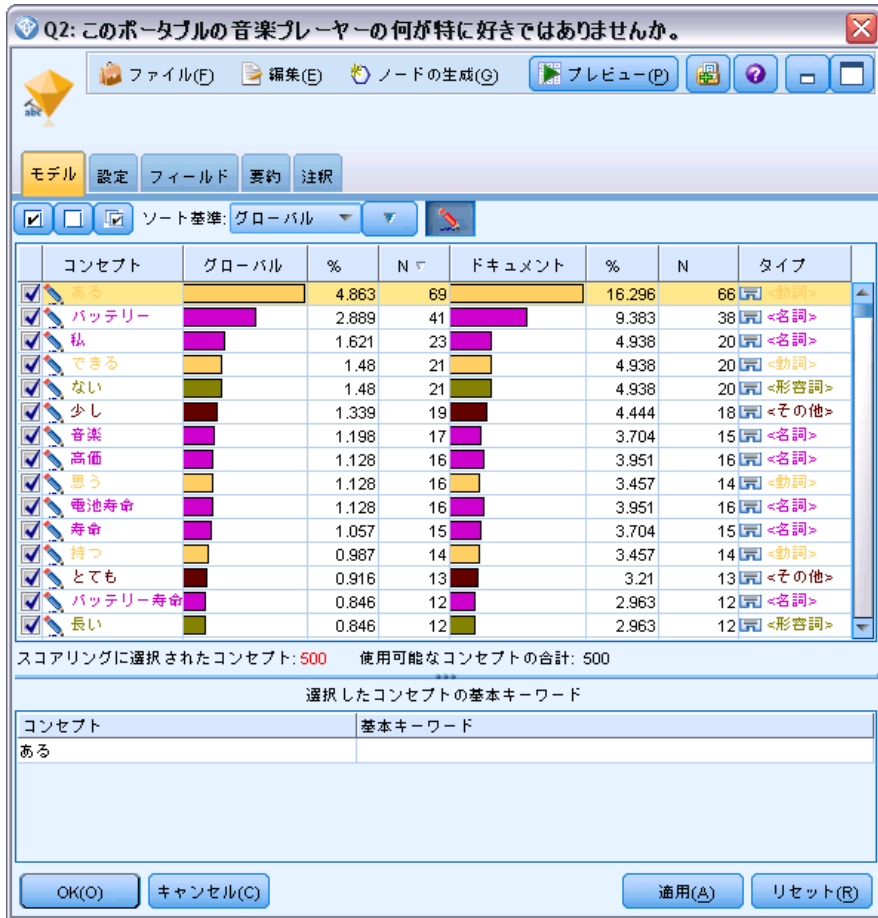 Q2: このポータブルの音楽プレーヤーの何が特に好きではありませんか。
ファイル(F) 編集(E) ノードの生成(G) プレビュー(P)
abc
モデル 設定 フィールド 要約 注釈
ソート基準: グローバル
コンセプト グローバル % N ドキュメント % N タイプ
ある 4.863 69 16.296 66 <動詞>
バッテリー 2.889 41 9.383 38 <名詞>
私 1.621 23 4.938 20 <名詞>
できる 1.48 21 4.938 20 <動詞>
ない 1.48 21 4.938 20 <形容詞>
少し 1.339 19 4.444 18 <その他>
音楽 1.198 17 3.704 15 <名詞>
高価 1.128 16 3.951 16 <名詞>
思う 1.128 16 3.457 14 <動詞>
電池寿命 1.128 16 3.951 16 <名詞>
寿命 1.057 15 3.704 15 <名詞>
持つ 0.987 14 3.457 14 <動詞>
とても 0.916 13 3.21 13 <その他>
バッテリー寿命 0.846 12 2.963 12 <名詞>
長い 0.846 12 2.963 12 <形容詞>
スコアリングに選択されたコンセプト: 500 使用可能なコンセプトの合計: 500
選択したコンセプトの基本キーワード
コンセプト 基本キーワード
ある
OK(O) キャンセル(C) 適用(A) リセット(R)